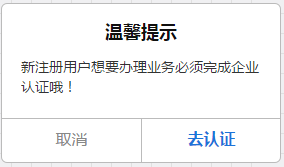 温馨提示
新注册用户想要办理业务必须完成企业
认证哦！
取消
去认证